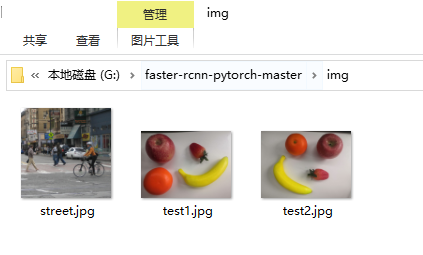 管理
img
共享
查看
图片工具
« 本地磁盘 (G:) › faster-rcnn-pytorch-master › img
street.jpg
test1.jpg
test2.jpg